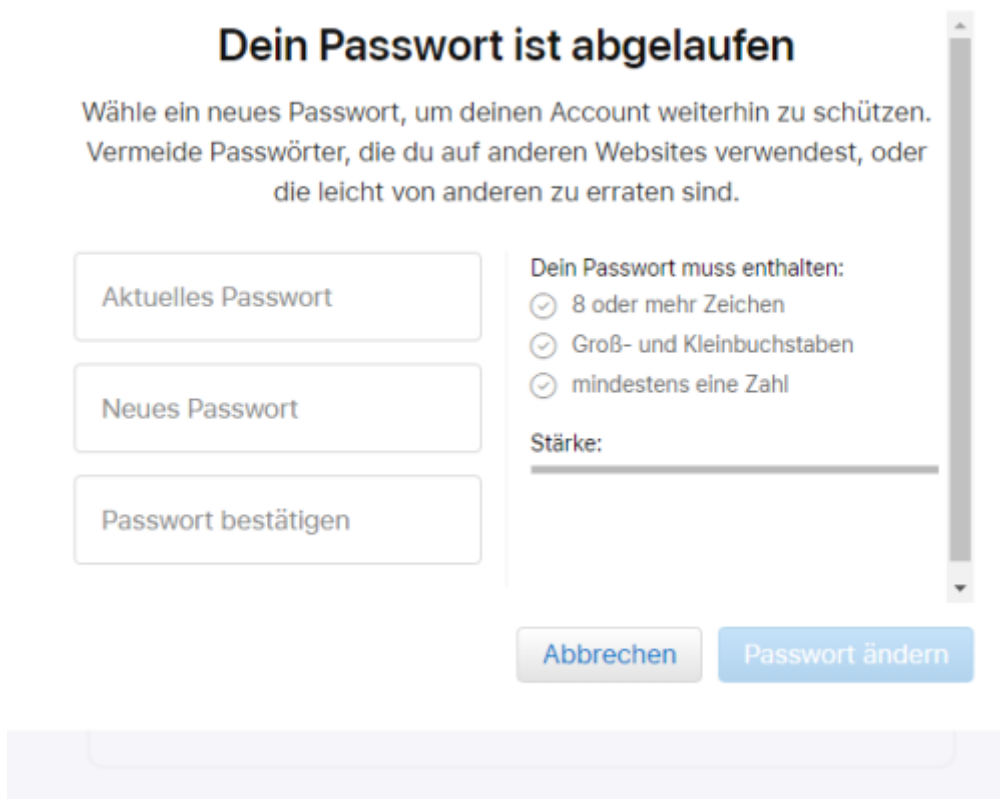 Dein Passwort ist abgelaufen
Wähle ein neues Passwort, um deinen Account weiterhin zu schützen.
Vermeide Passwörter, die du auf anderen Websites verwendest, oder
die leicht von anderen zu erraten sind.
Aktuelles Passwort
Neues Passwort
Passwort bestätigen
Dein Passwort muss enthalten:
8 oder mehr Zeichen
Groß- und Kleinbuchstaben
mindestens eine Zahl
Stärke:
Abbrechen
Passwort ändern